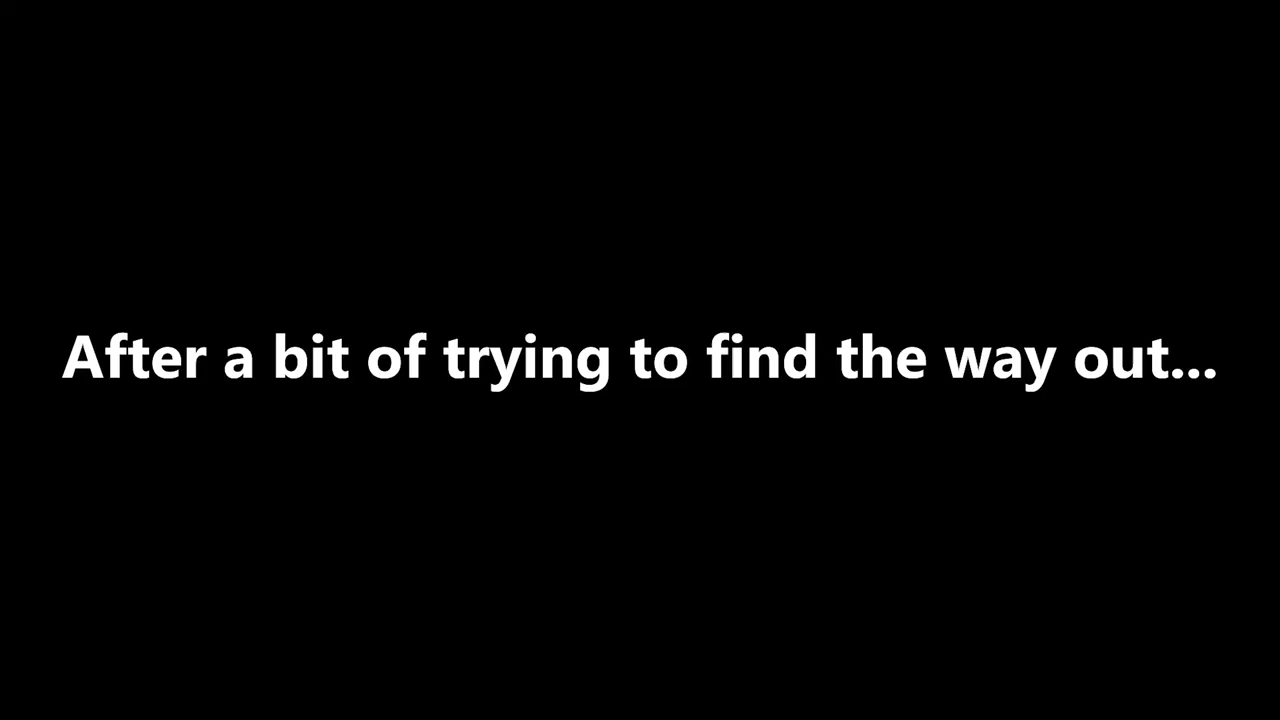 After a bit of trying to find the way out...